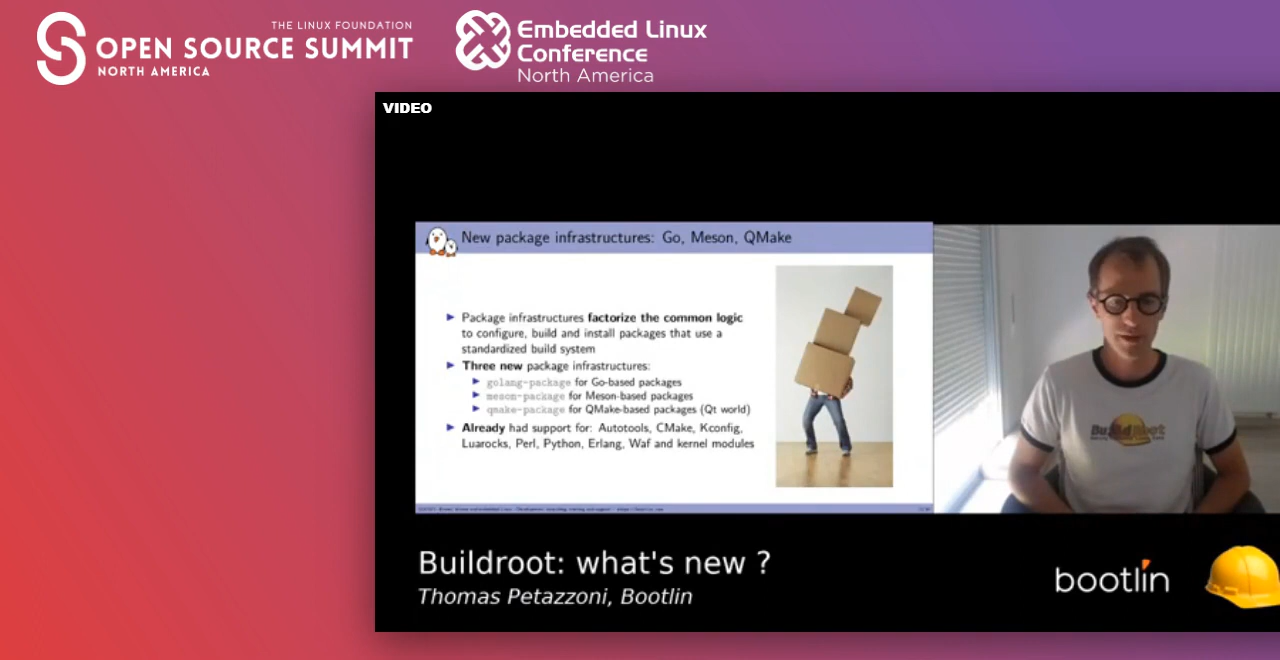 THE LINUX FOUNDATION
OPEN SOURCE SUMMIT
NORTH AMERICA
Embedded Linux
Conference
North America
VIDEO
New package infrastructures: Go, Meson, QMake
▶ Package infrastructures factorize the common logic
to configure, build and install packages that use a
standardized build system
▶ Three new package infrastructures:
▶ golang-package for Go-based packages
▶ meson-package for Meson-based packages
▶ qmake-package for QMake-based packages (Qt world)
▶ Already had support for: Autotools, CMake, Kconfig,
Luarocks, Perl, Python, Erlang, Waf and kernel modules
BuildRoot
Buildroot: what's new ?
Thomas Petazzoni, Bootlin
bootlin